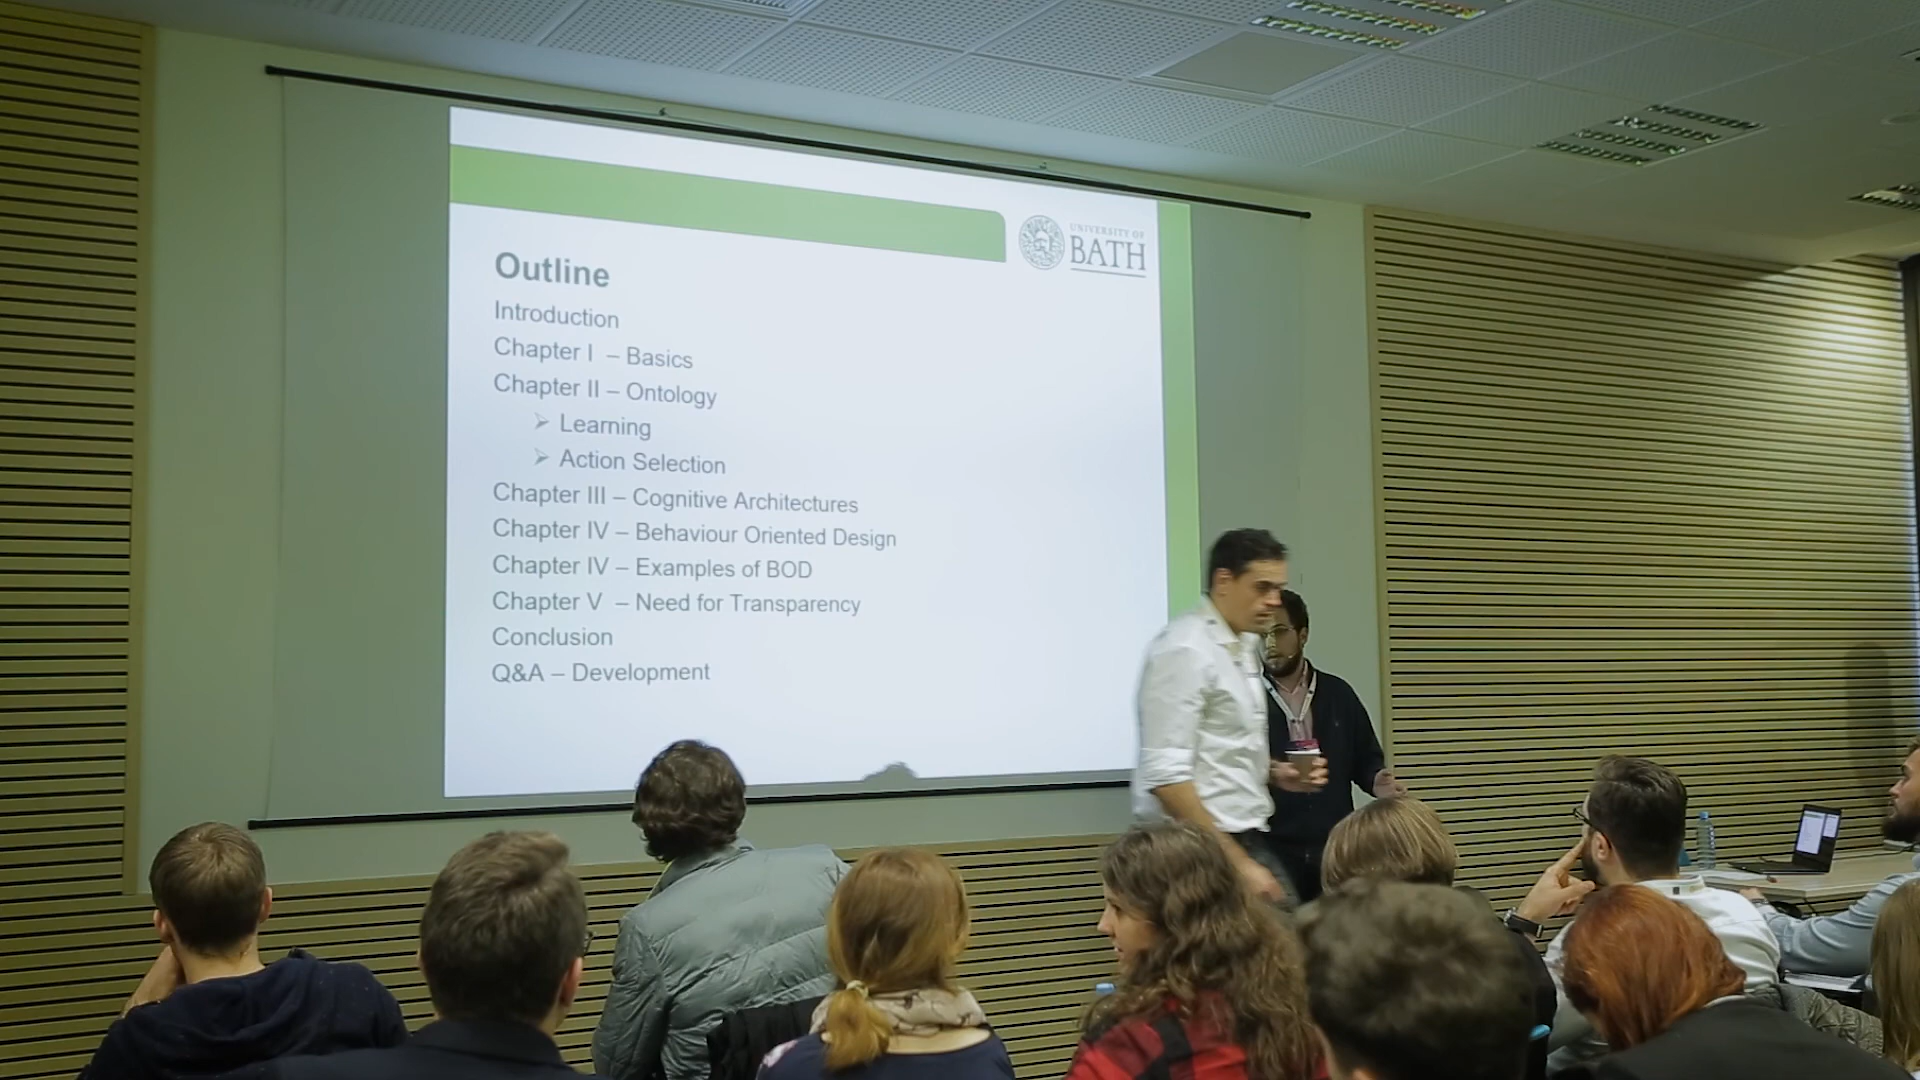 UNIVERSITY OF
BATH
Outline
Introduction
Chapter I – Basics
Chapter II – Ontology
➢ Learning
➢ Action Selection
Chapter III – Cognitive Architectures
Chapter IV – Behaviour Oriented Design
Chapter IV – Examples of BOD
Chapter V – Need for Transparency
Conclusion
Q&A – Development